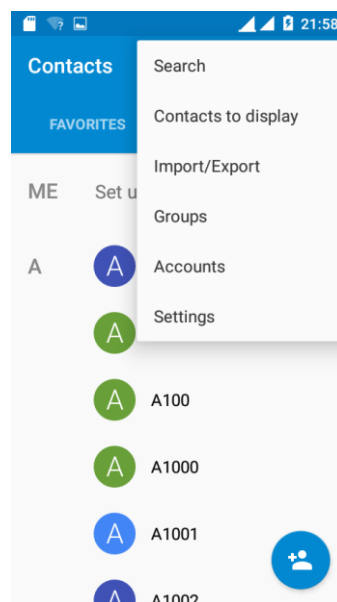 21:58
Contacts
Search
FAVORITES
Contacts to display
Import/Export
ME
Set u
Groups
A
A
Accounts
Settings
A
A
A100
A
A1000
A
A1001
A
A1002